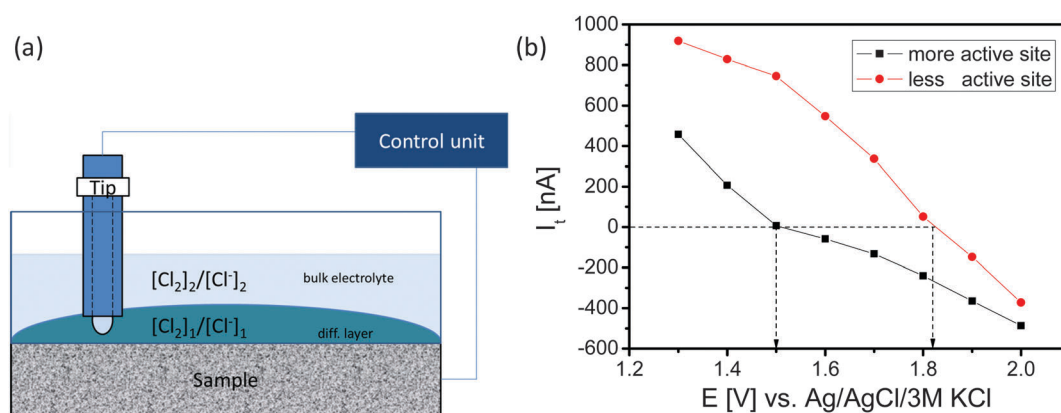 (a)
Control unit
Tip
[Cl₂]₂/[Cl⁻]₂
bulk electrolyte
[Cl₂]₁/[Cl⁻]₁
diff. layer
Sample
(b)
1000
800
600
400
200
0
-200
-400
-600
Iₜ [nA]
more active site
less active site
1.2
1.4
1.6
1.8
2.0
E [V] vs. Ag/AgCl/3M KCl